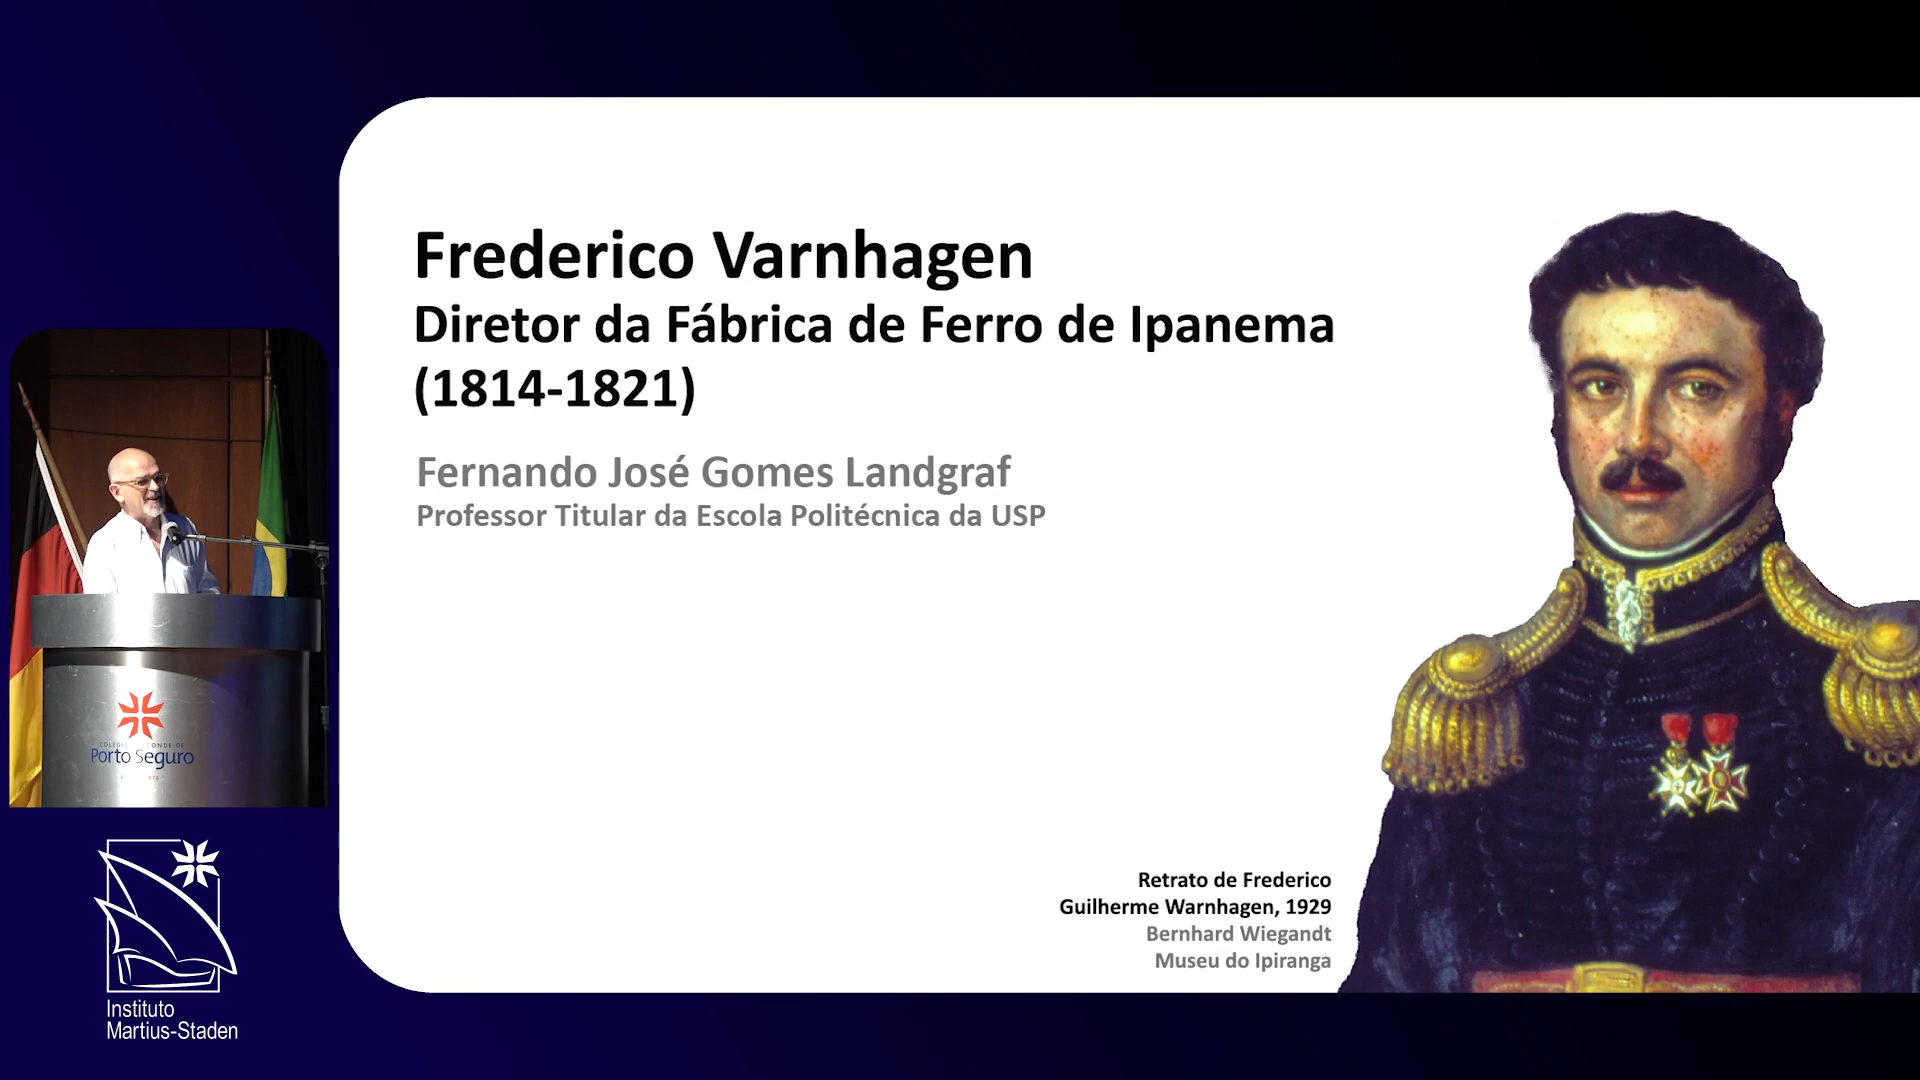 Frederico Varnhagen
Diretor da Fábrica de Ferro de Ipanema
(1814-1821)
Fernando José Gomes Landgraf
Professor Titular da Escola Politécnica da USP
Retrato de Frederico
Guilherme Warnhagen, 1929
Bernhard Wiegandt
Museu do Ipiranga
Porto Seguro
Instituto
Martius-Staden